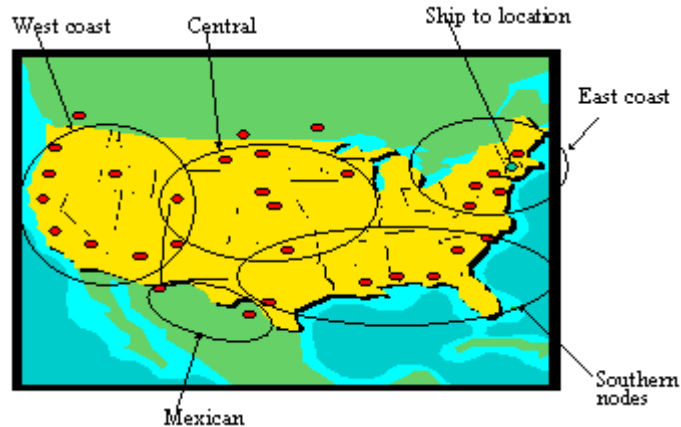 Ship to location
West coast
Central
East coast
Southern
nodes
Mexican